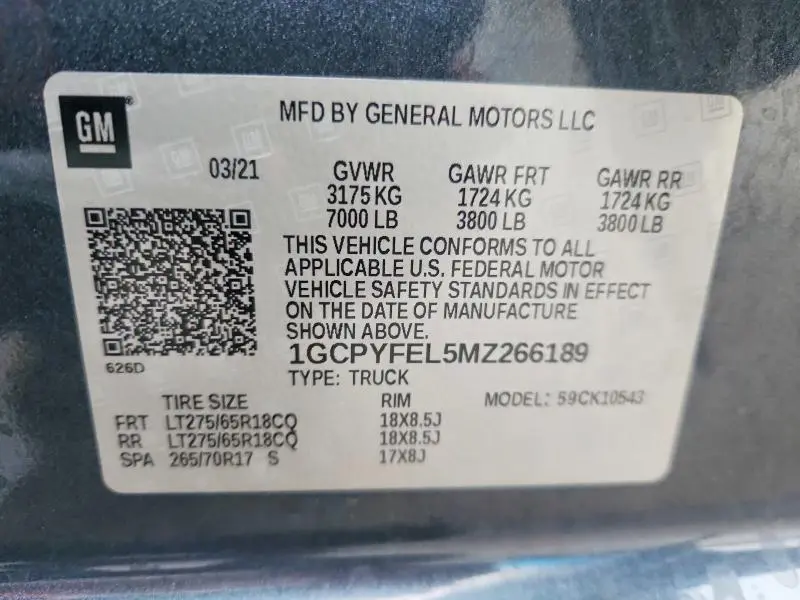 GM
MFD BY GENERAL MOTORS LLC
03/21 GVWR GAWR FRT GAWR RR
3175 KG 1724 KG 1724 KG
7000 LB 3800 LB 3800 LB
THIS VEHICLE CONFORMS TO ALL
APPLICABLE U.S. FEDERAL MOTOR
VEHICLE SAFETY STANDARDS IN EFFECT
ON THE DATE OF MANUFACTURE
SHOWN ABOVE.
1GCPYFEL5MZ266189
626D
TYPE: TRUCK
TIRE SIZE RIM MODEL: 59CK10543
FRT LT275/65R18CQ 18X8.5J
RR LT275/65R18CQ 18X8.5J
SPA 265/70R17 S 17X8J